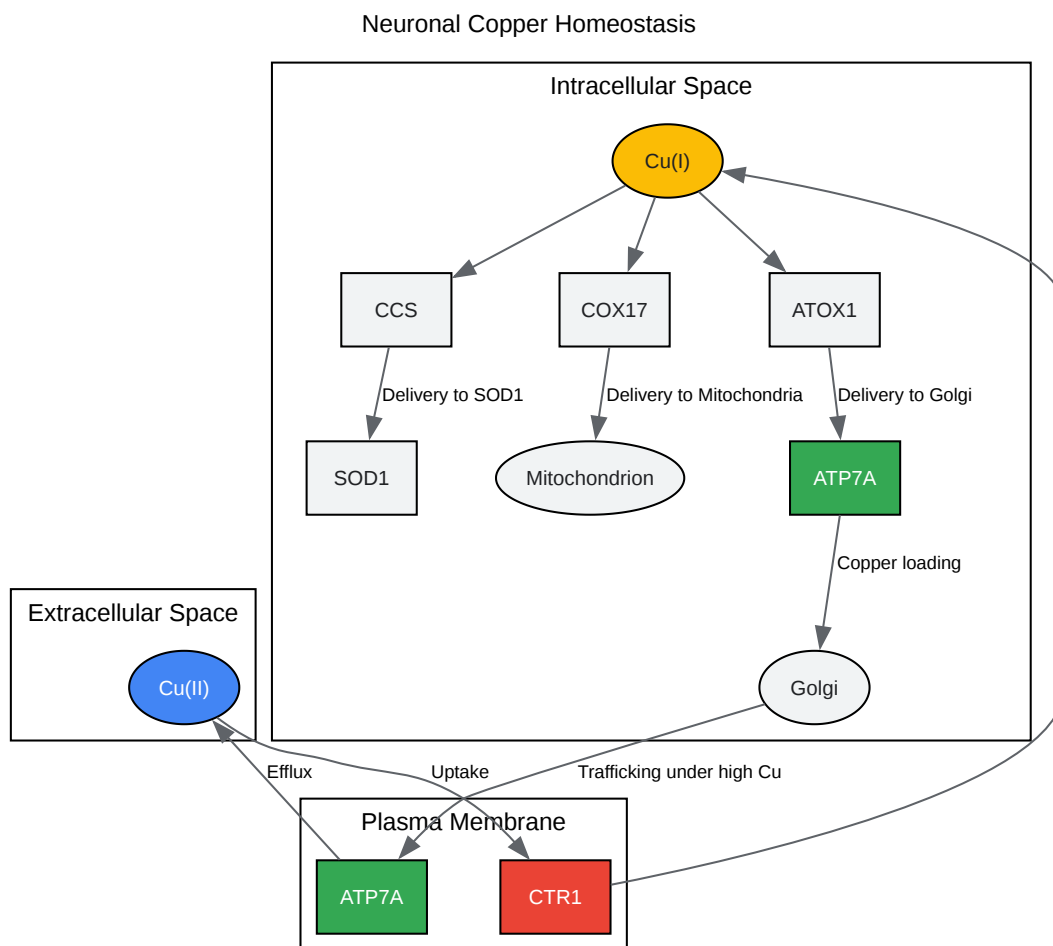 Neuronal Copper Homeostasis
Intracellular Space
Cu(I)
CCS
COX17
ATOX1
Delivery to SOD1
Delivery to Mitochondria
Delivery to Golgi
SOD1
Mitochondrion
ATP7A
Copper loading
Extracellular Space
Cu(II)
Golgi
Efflux
Uptake
Trafficking under high Cu
Plasma Membrane
ATP7A
CTR1